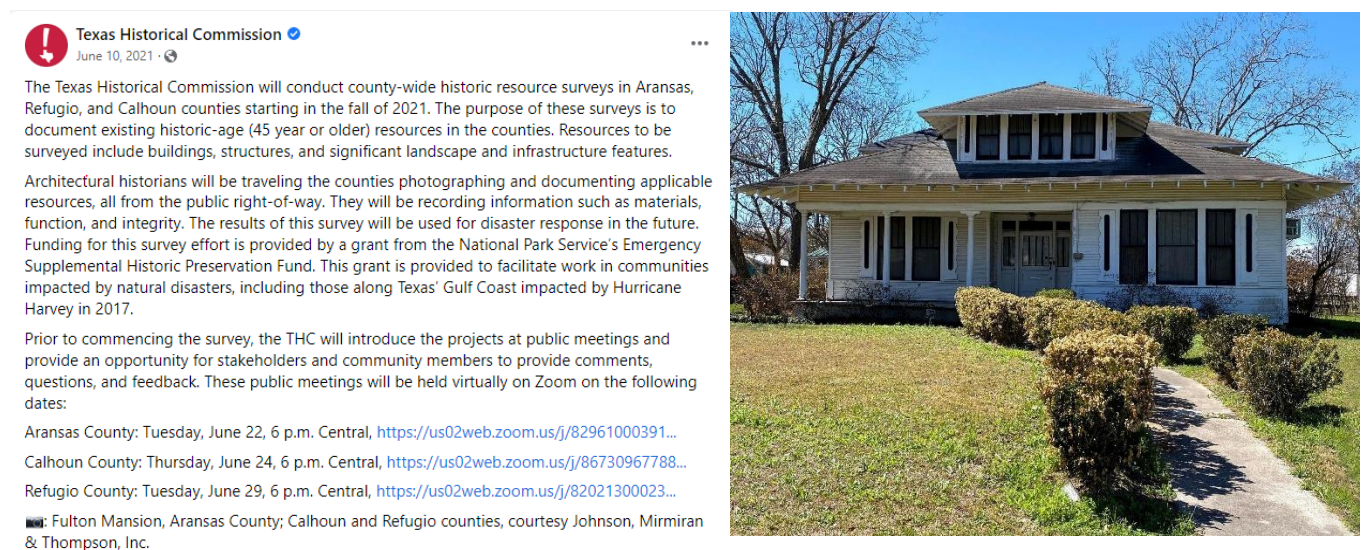 Texas Historical Commission
June 10, 2021 ·
The Texas Historical Commission will conduct county-wide historic resource surveys in Aransas,
Refugio, and Calhoun counties starting in the fall of 2021. The purpose of these surveys is to
document existing historic-age (45 year or older) resources in the counties. Resources to be
surveyed include buildings, structures, and significant landscape and infrastructure features.
Architectural historians will be traveling the counties photographing and documenting applicable
resources, all from the public right-of-way. They will be recording information such as materials,
function, and integrity. The results of this survey will be used for disaster response in the future.
Funding for this survey effort is provided by a grant from the National Park Service’s Emergency
Supplemental Historic Preservation Fund. This grant is provided to facilitate work in communities
impacted by natural disasters, including those along Texas’ Gulf Coast impacted by Hurricane
Harvey in 2017.
Prior to commencing the survey, the THC will introduce the projects at public meetings and
provide an opportunity for stakeholders and community members to provide comments,
questions, and feedback. These public meetings will be held virtually on Zoom on the following
dates:
Aransas County: Tuesday, June 22, 6 p.m. Central, https://us02web.zoom.us/j/82961000391...
Calhoun County: Thursday, June 24, 6 p.m. Central, https://us02web.zoom.us/j/86730967788...
Refugio County: Tuesday, June 29, 6 p.m. Central, https://us02web.zoom.us/j/82021300023...
📷: Fulton Mansion, Aransas County; Calhoun and Refugio counties, courtesy Johnson, Mirmiran
& Thompson, Inc.